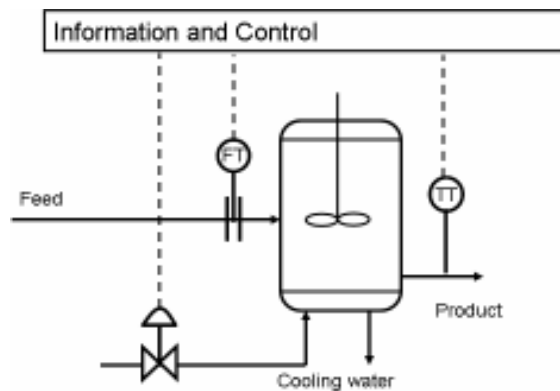 Information and Control
FT
TT
Feed
Product
Cooling water